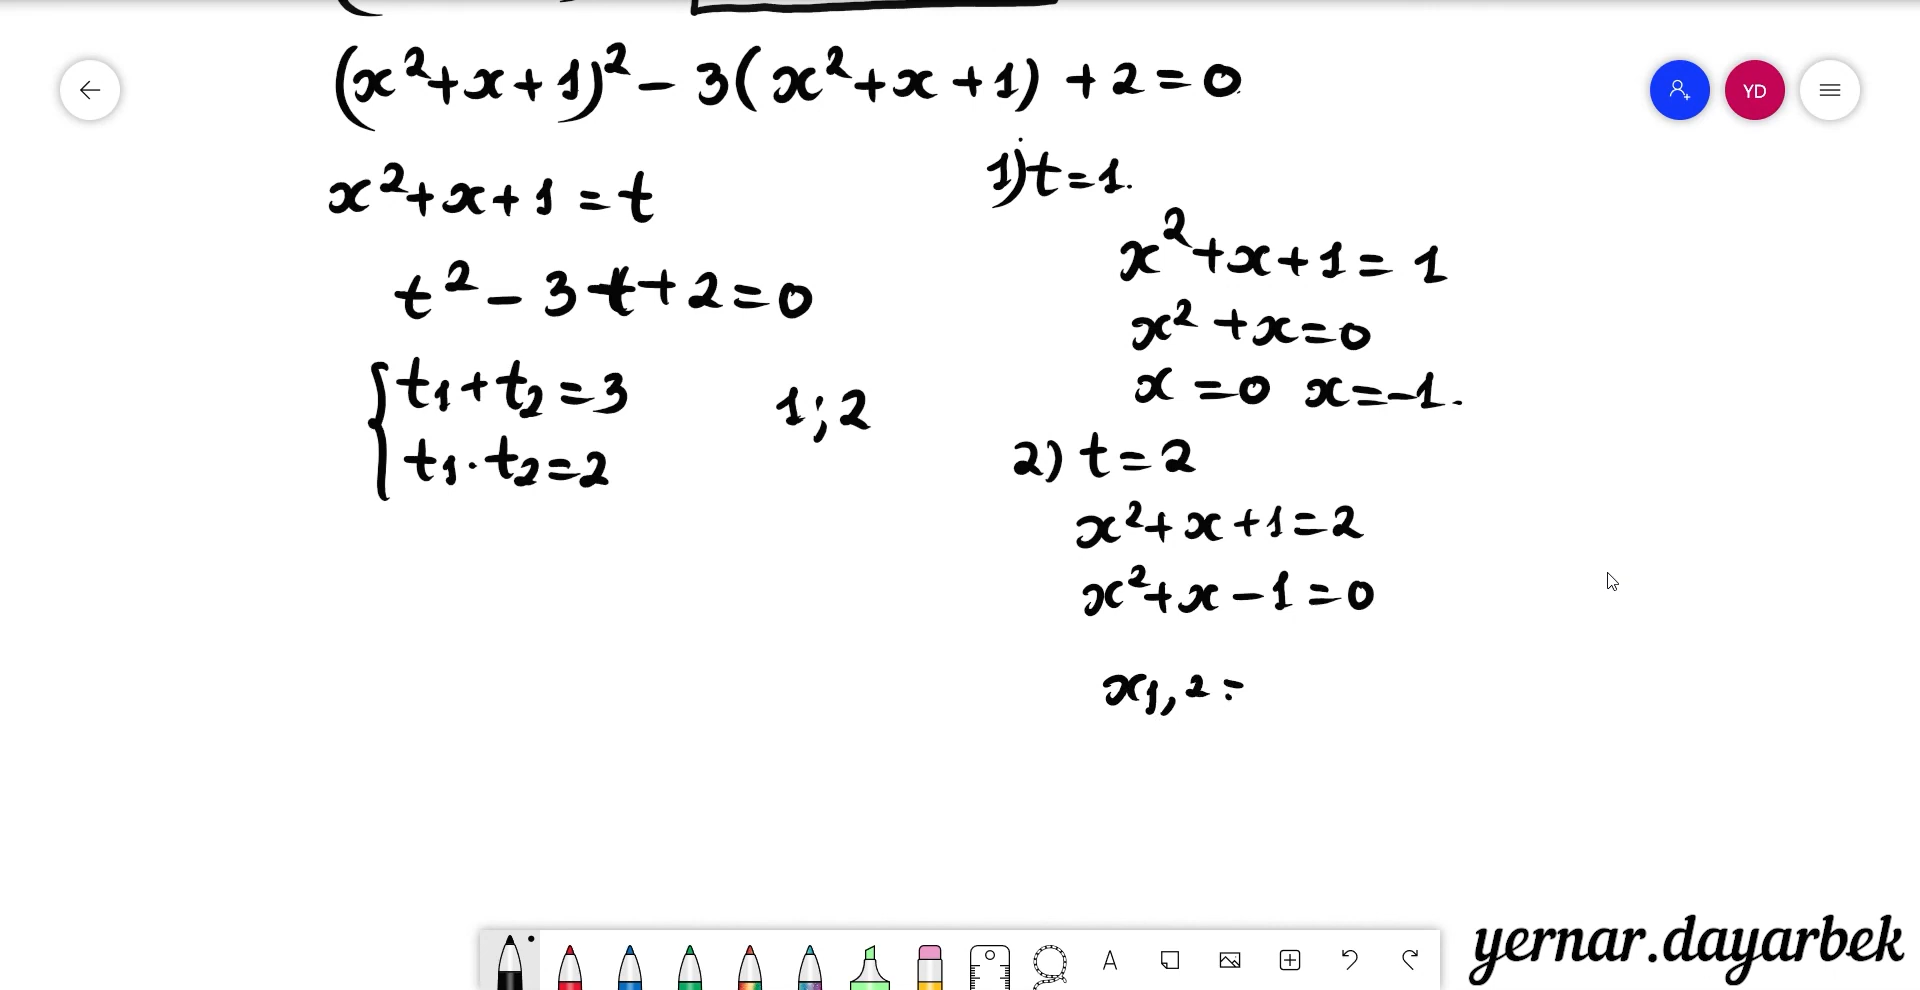 (x²+x+1)²-3(x²+x+1)+2=0
YD
x²+x+1=t
t²-3t+2=0
{t₁+t₂=3
t₁·t₂=2
1;2
1)t=1.
x²+x+1=1
x²+x=0
x=0 x=-1.
2) t=2
x²+x+1=2
x²+x-1=0
x₁,₂=
A
yernar.dayarbek